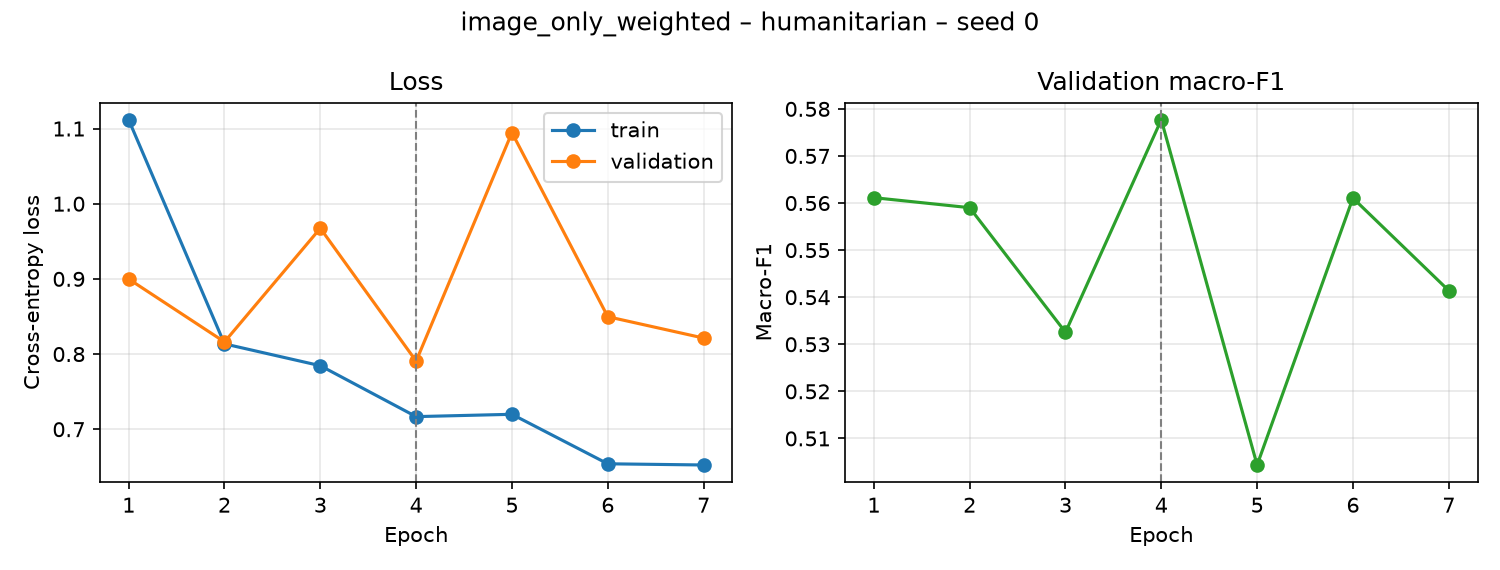 image_only_weighted – humanitarian – seed 0
Loss
1.1
1.0
0.9
0.8
0.7
Cross-entropy loss
train
validation
1 2 3 4 5 6 7
Epoch
Validation macro-F1
0.58
0.57
0.56
0.55
0.54
0.53
0.52
0.51
Macro-F1
1 2 3 4 5 6 7
Epoch